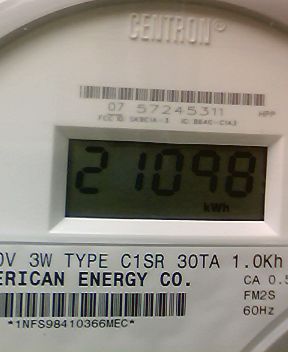 CENTRON®
07 57245311 HPP
21098
kWh
0V 3W TYPE C1SR 30TA 1.0Kh
ERICAN ENERGY CO. CA 0.5
FM2S
60Hz
*1NFS98410366MEC*